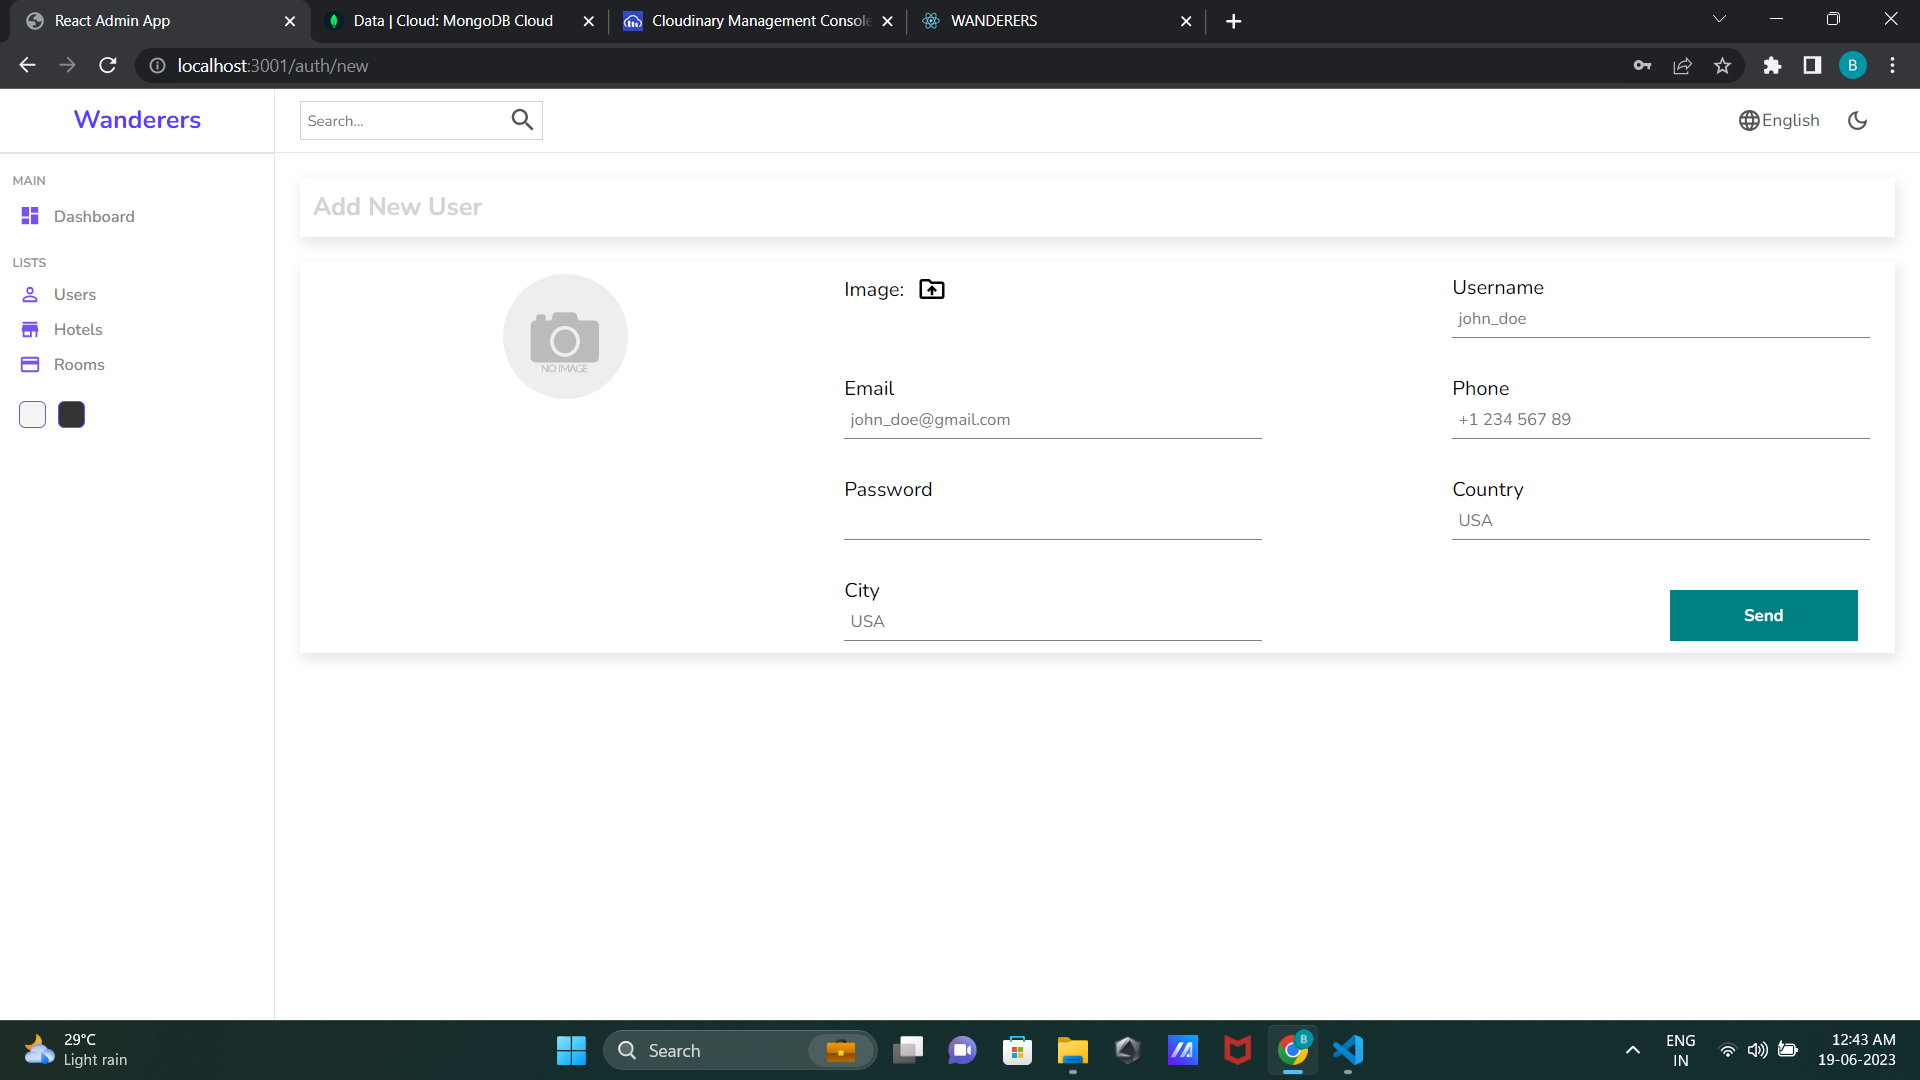 React Admin App
Data | Cloud: MongoDB Cloud
Cloudinary Management Console
WANDERERS
localhost:3001/auth/new
B
Wanderers
Search...
English
MAIN
Dashboard
LISTS
Users
Hotels
Rooms
Add New User
NO IMAGE
Image:
Username
john_doe
Email
john_doe@gmail.com
Phone
+1 234 567 89
Password
Country
USA
City
USA
Send
29°C
Light rain
Search
B
ENG
IN
12:43 AM
19-06-2023